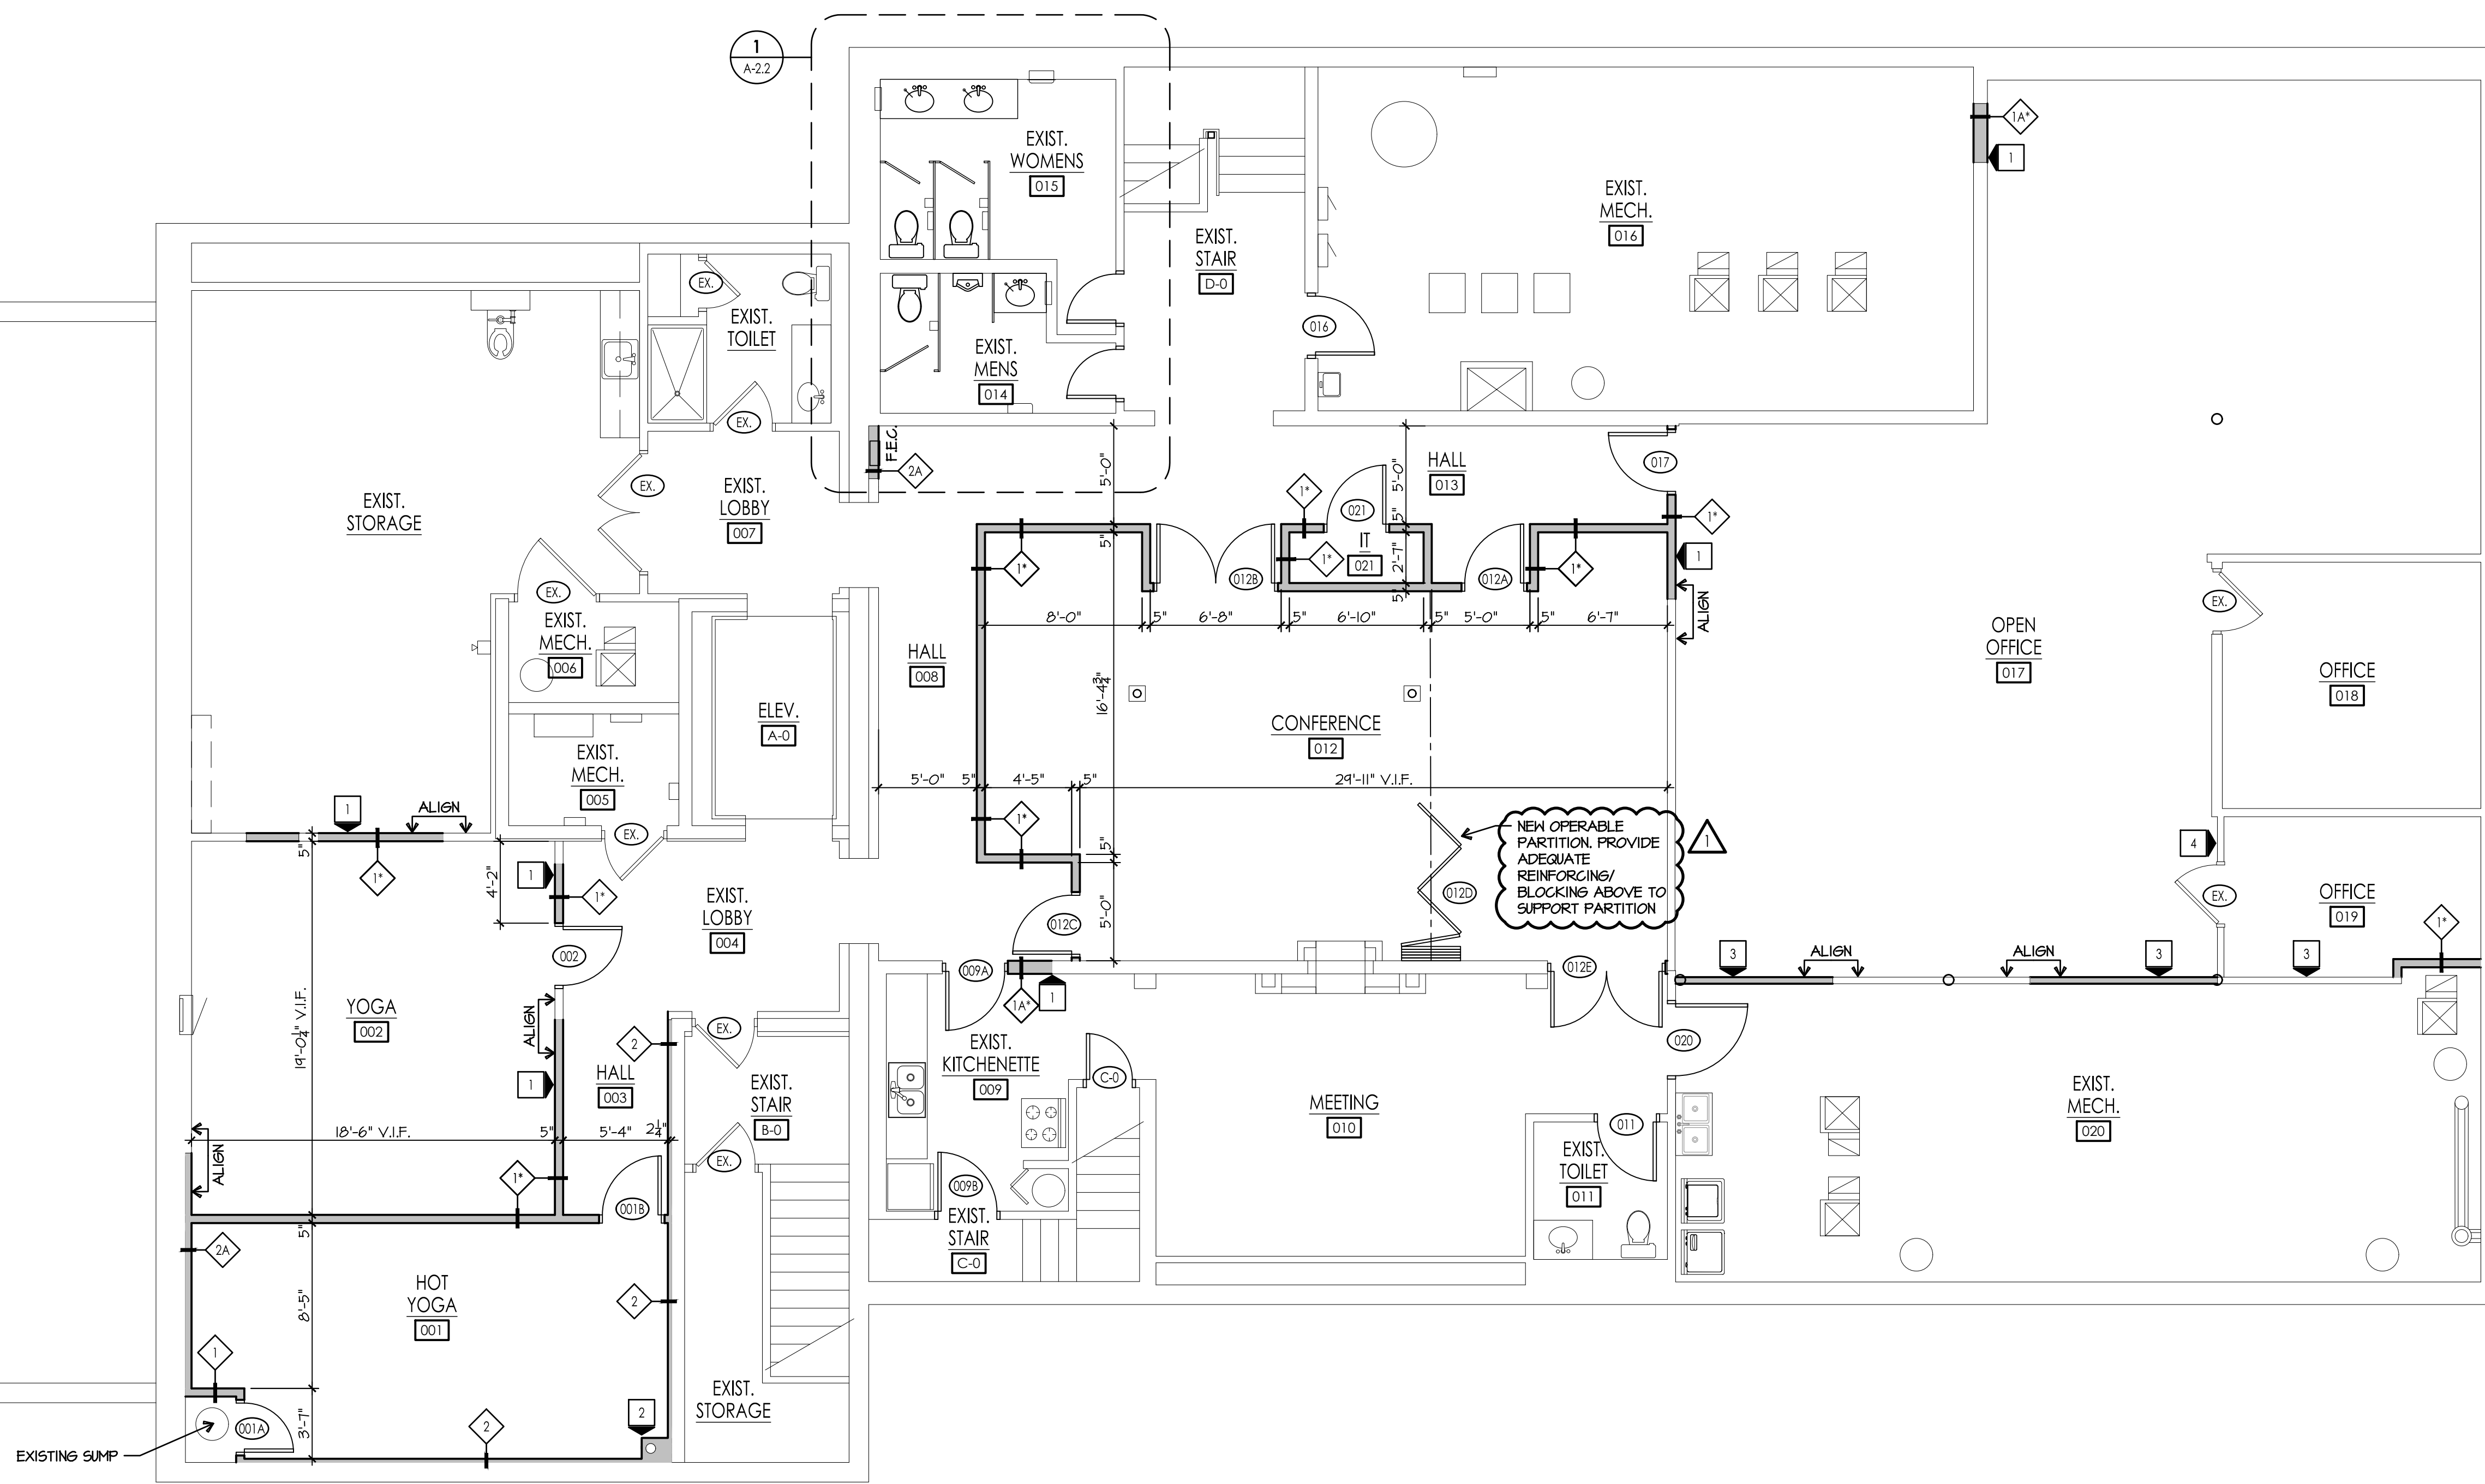 1
A-2.2
EXIST.
WOMENS
015
1A*
1
EXIST.
MECH.
016
EXIST.
STAIR
D-0
EX.
EXIST.
TOILET
016
EXIST.
MENS
014
EX.
F.E.C.
2A
5'-0"
5'-0"
HALL
013
017
EX.
EXIST.
LOBBY
007
EXIST.
STORAGE
1*
021
5"
1*
5"
IT
021
2'-7"
1*
1*
1*
012B
012A
1
5"
ALIGN
EX.
EXIST.
MECH.
006
8'-0"
5"
6'-8"
5"
6'-10"
5"
5'-0"
5"
6'-7"
EX.
OPEN
OFFICE
017
OFFICE
018
HALL
008
16'-4 3/4"
ELEV.
A-0
CONFERENCE
012
EXIST.
MECH.
005
5'-0"
5"
4'-5"
5"
29'-11" V.I.F.
1
ALIGN
1*
NEW OPERABLE
PARTITION. PROVIDE
ADEQUATE
REINFORCING/
BLOCKING ABOVE TO
SUPPORT PARTITION
1
EX.
5"
5"
4
1*
4'-2"
1
1*
012D
EX.
OFFICE
019
1*
EXIST.
LOBBY
004
5'-0"
012C
002
009A
012E
3
ALIGN
ALIGN
3
3
1A*
1
YOGA
002
19'-0 1/4" V.I.F.
ALIGN
EX.
2
020
EXIST.
KITCHENETTE
009
1
HALL
003
EXIST.
STAIR
B-0
C-0
MEETING
010
EXIST.
MECH.
020
18'-6" V.I.F.
5"
5'-4"
2 1/4"
011
ALIGN
EX.
EXIST.
TOILET
011
1*
009B
001B
EXIST.
STAIR
C-0
5"
2A
HOT
YOGA
001
8'-5"
2
1
EXIST.
STORAGE
3'-7"
2
2
001A
EXISTING SUMP